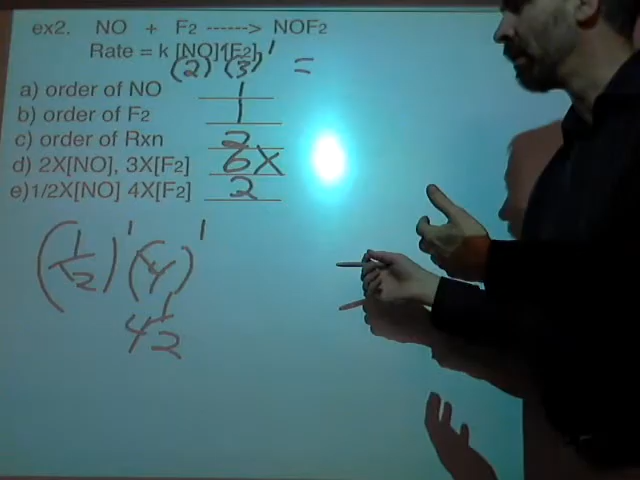 ex2. NO + F2 ------> NOF2
Rate = k [NO]¹[F2]¹
(2) (3) =
a) order of NO 1
b) order of F2 1
c) order of Rxn 2
d) 2X[NO], 3X[F2] 6X
e)1/2X[NO] 4X[F2] 2
(1/2)¹ (4)¹
4 1/2